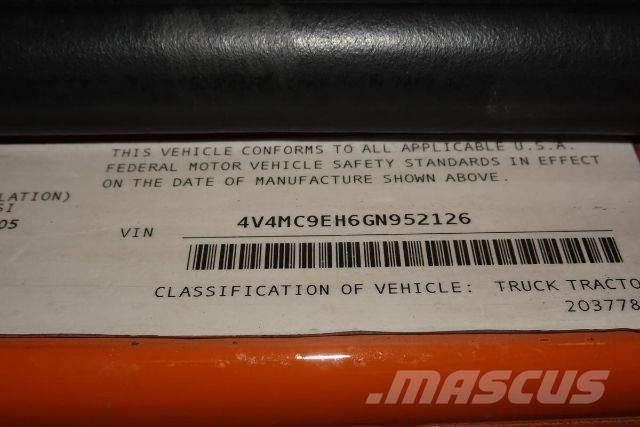 THIS VEHICLE CONFORMS TO ALL APPLICABLE U.S.A.
FEDERAL MOTOR VEHICLE SAFETY STANDARDS IN EFFECT
ON THE DATE OF MANUFACTURE SHOWN ABOVE.
LATION)
SI
05
VIN 4V4MC9EH6GN952126
CLASSIFICATION OF VEHICLE: TRUCK TRACTO
203778
MASCUS